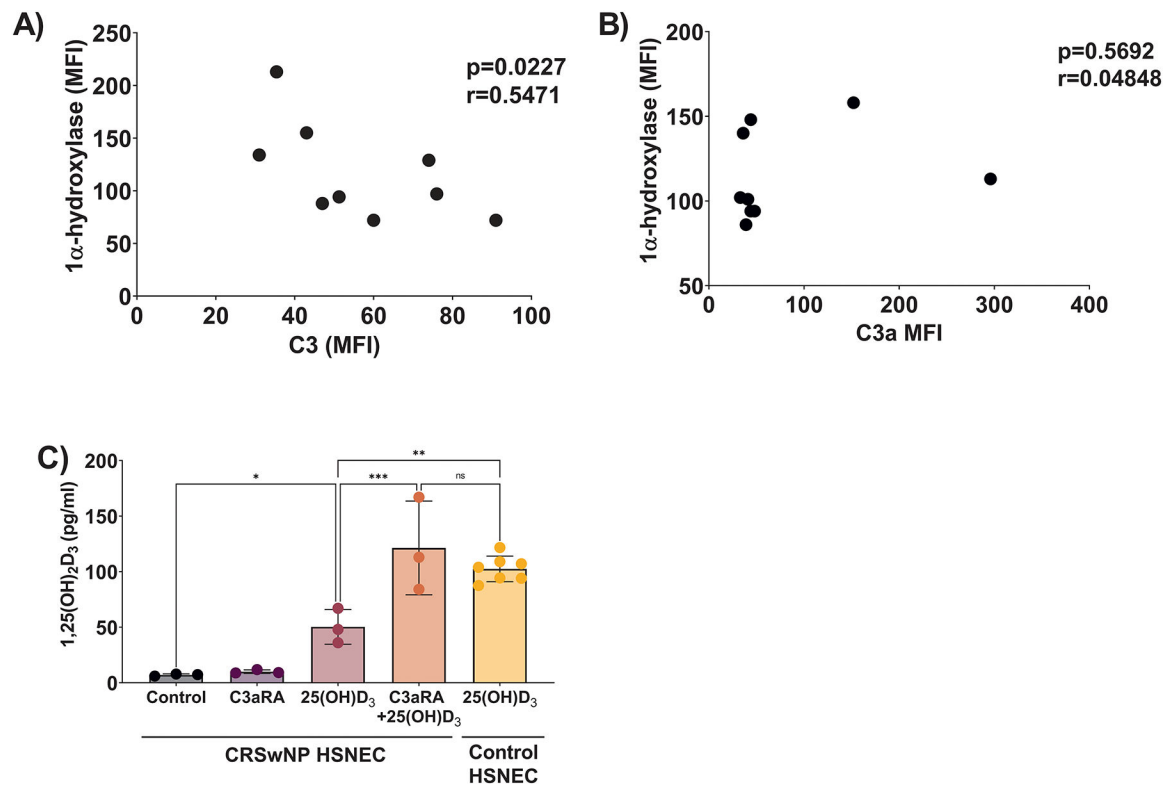 A)
1α-hydroxylase (MFI)
250
200
150
100
50
0
0 20 40 60 80 100
C3 (MFI)
p=0.0227
r=0.5471
B)
1α-hydroxylase (MFI)
200
150
100
50
0 100 200 300 400
C3a MFI
p=0.5692
r=0.04848
C)
1,25(OH)₂D₃ (pg/ml)
200
150
100
50
0
**
* *** ns
Control C3aRA 25(OH)D₃ C3aRA 25(OH)D₃
+25(OH)D₃
CRSwNP HSNEC Control
HSNEC